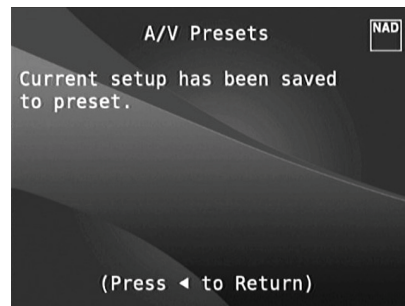 A/V Presets
NAD
Current setup has been saved
to preset.
(Press ◄ to Return)